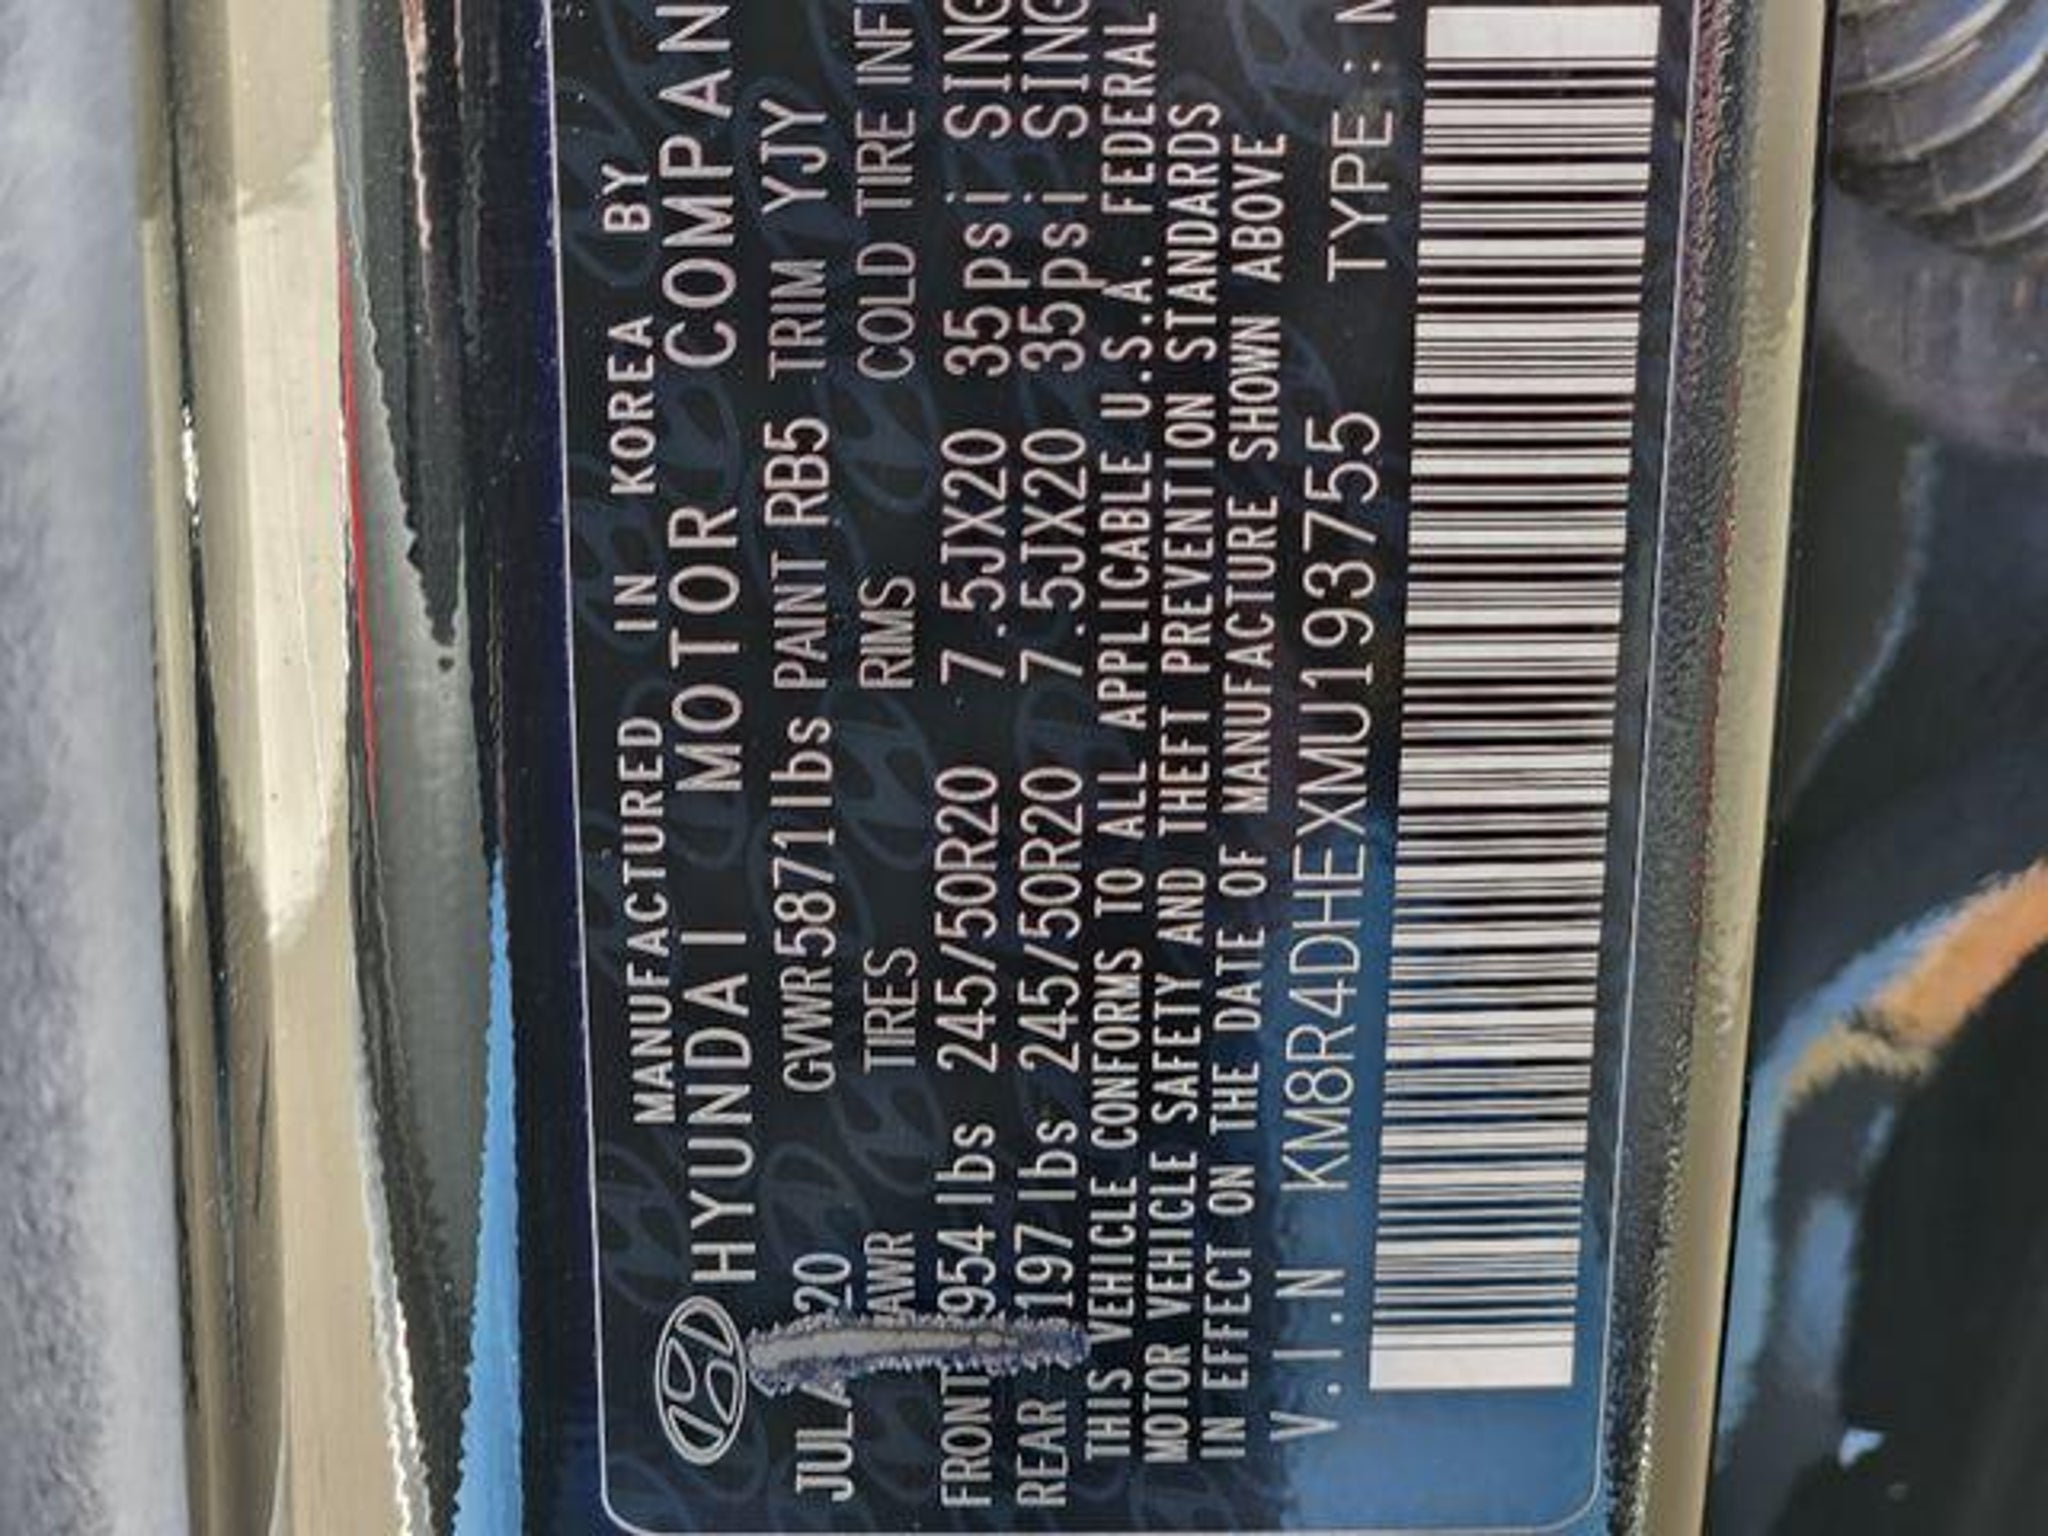 MANUFACTURED IN KOREA BY
HYUNDAI MOTOR COMPAN
20 GVWR5871lbs PAINT RB5 TRIM YJY
TIRES RIMS COLD TIRE INF
FRONT 954 lbs 245/50R20 7.5JX20 35psi SING
REAR 197 lbs 245/50R20 7.5JX20 35psi SING
THIS VEHICLE CONFORMS TO ALL APPLICABLE U.S.A. FEDERAL
MOTOR VEHICLE SAFETY AND THEFT PREVENTION STANDARDS
IN EFFECT ON THE DATE OF MANUFACTURE SHOWN ABOVE
V.I.N KM8R4DHEXMU193755 TYPE: